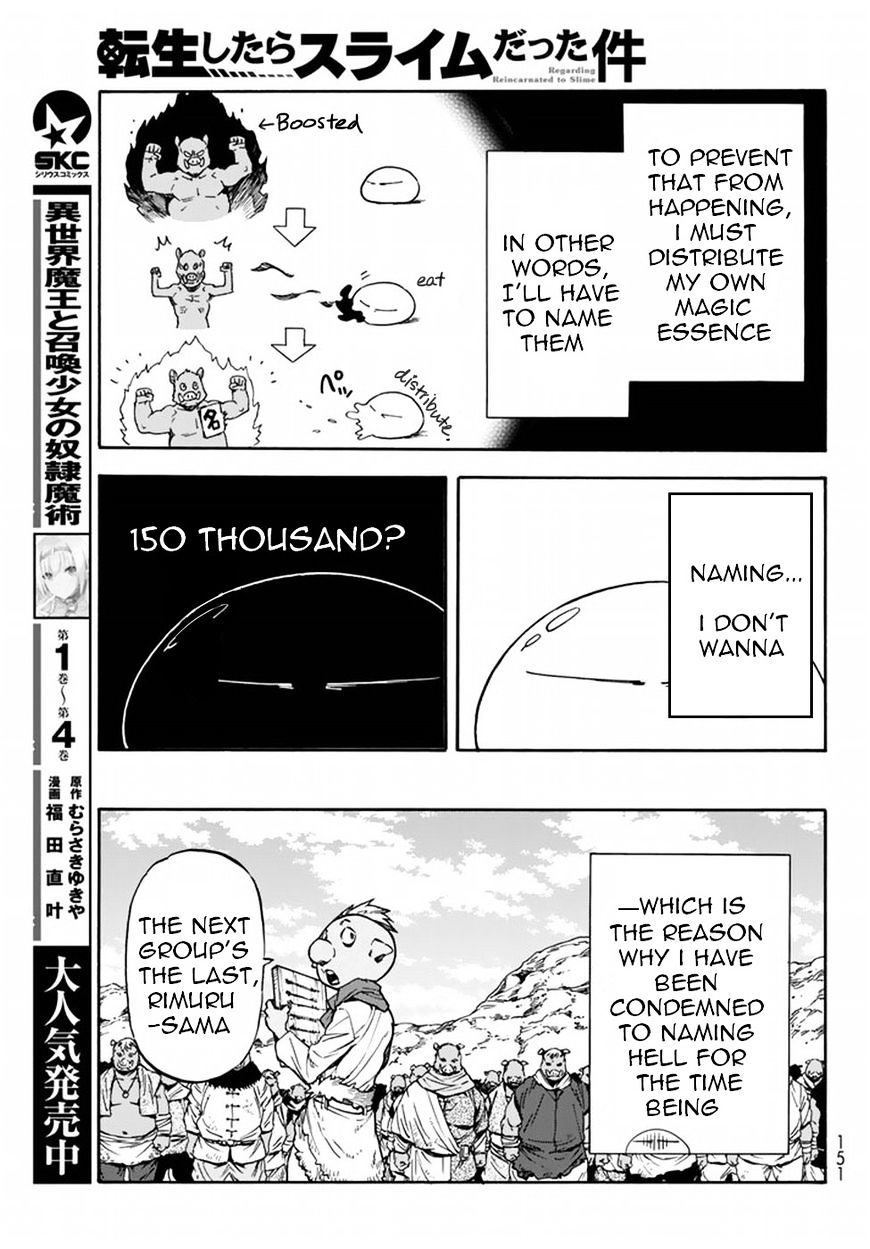 転生したらスライムだった件
Regarding
Reincarnated to Slime
TO PREVENT
THAT FROM
HAPPENING,
I MUST
DISTRIBUTE
MY OWN
MAGIC
ESSENCE
IN OTHER
WORDS,
I'LL HAVE
TO NAME
THEM
←Boosted
eat
ペッ
distribute.
名
NAMING...
I DON'T
WANNA
150 THOUSAND?
—WHICH IS
THE REASON
WHY I HAVE
BEEN
CONDEMNED
TO NAMING
HELL FOR
THE TIME
BEING
THE NEXT
GROUP'S
THE LAST,
RIMURU
-SAMA
151
SKC
シリウスコミックス
異世界魔王と召喚少女の奴隷魔術
第1巻～第4巻
原作 むらさきゆきや
漫画 福田直叶
大人気発売中